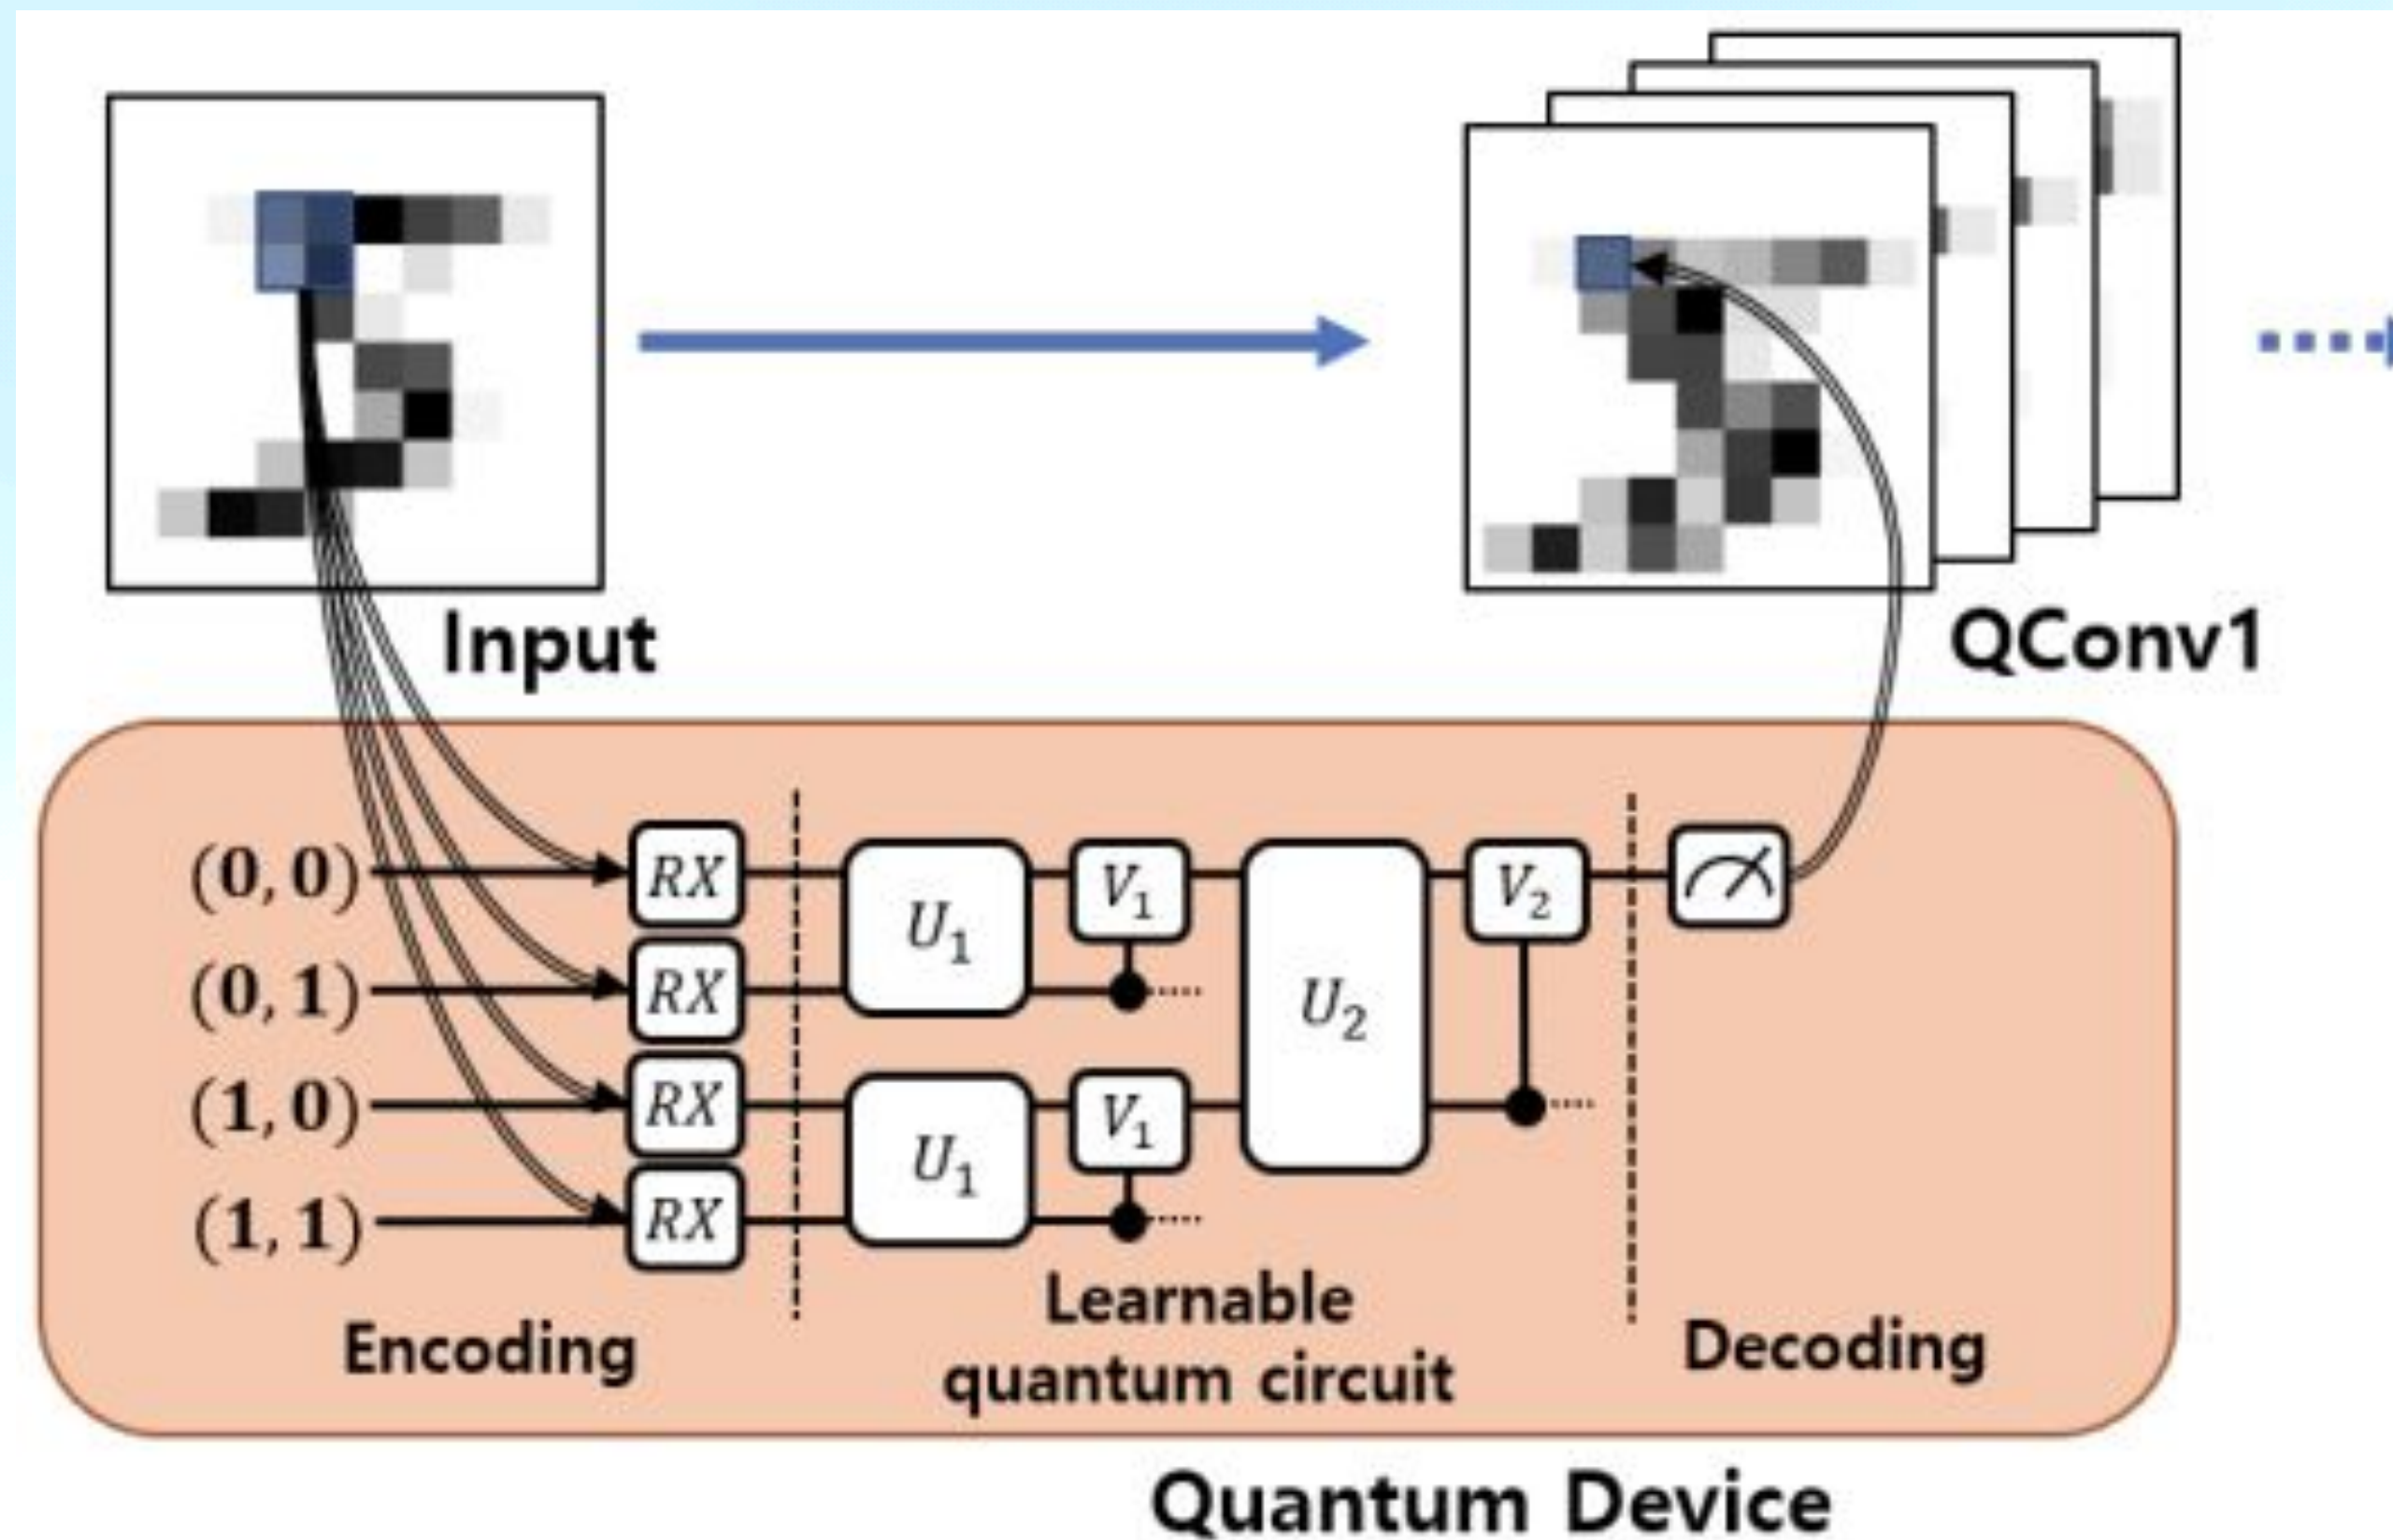 Input
QConv1
(0, 0) RX U₁ V₁ U₂ V₂
(0, 1) RX
(1, 0) RX U₁ V₁
(1, 1) RX
Encoding
Learnable
quantum circuit
Decoding
Quantum Device